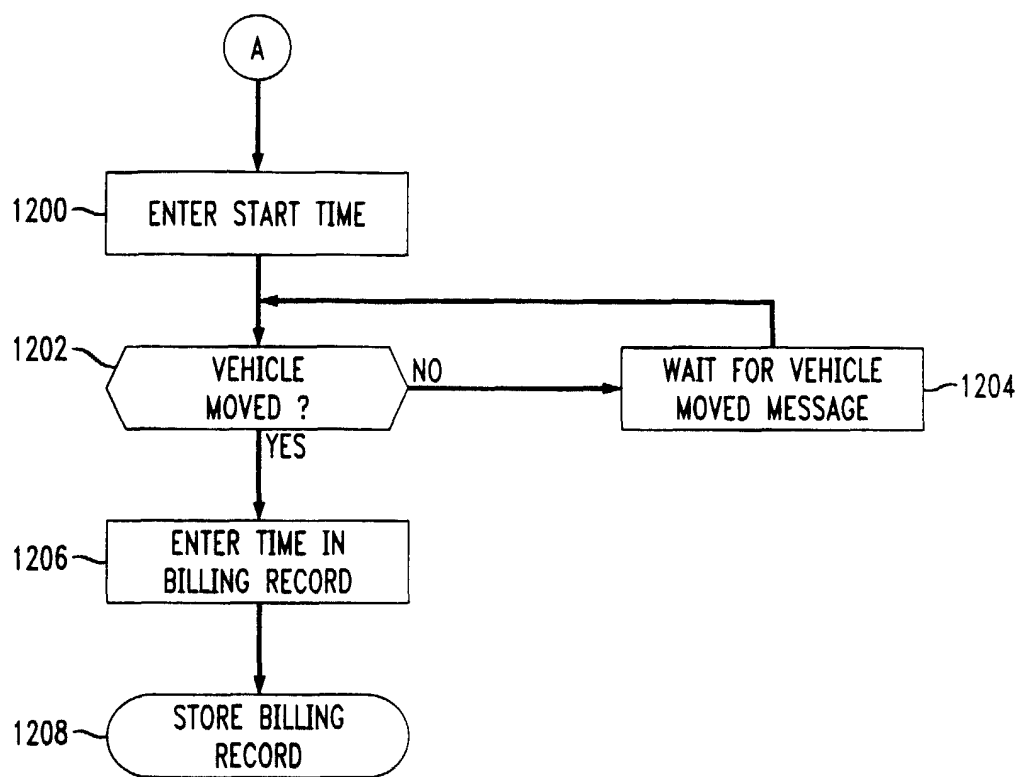 A
1200
ENTER START TIME
1202
VEHICLE
MOVED ?
NO
WAIT FOR VEHICLE
MOVED MESSAGE
1204
YES
1206
ENTER TIME IN
BILLING RECORD
1208
STORE BILLING
RECORD